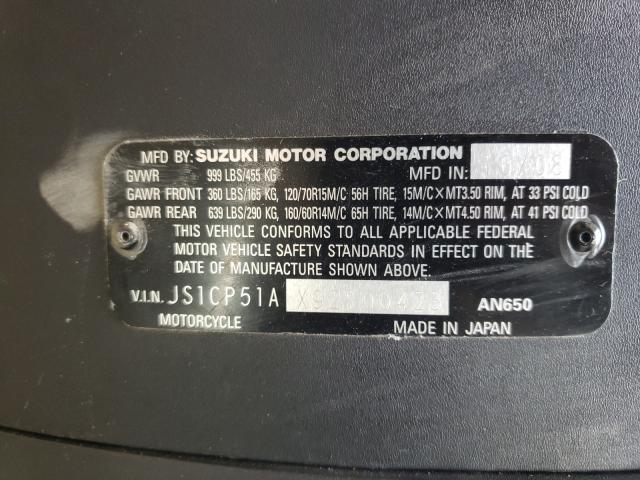 MFD BY: SUZUKI MOTOR CORPORATION MFD IN:
GVWR 999 LBS/455 KG
GAWR FRONT 360 LBS/165 KG, 120/70R15M/C 56H TIRE, 15M/C×MT3.50 RIM, AT 33 PSI COLD
GAWR REAR 639 LBS/290 KG, 160/60R14M/C 65H TIRE, 14M/C×MT4.50 RIM, AT 41 PSI COLD
THIS VEHICLE CONFORMS TO ALL APPLICABLE FEDERAL
MOTOR VEHICLE SAFETY STANDARDS IN EFFECT ON THE
DATE OF MANUFACTURE SHOWN ABOVE:
V.I.N. JS1CP51A AN650
MOTORCYCLE MADE IN JAPAN